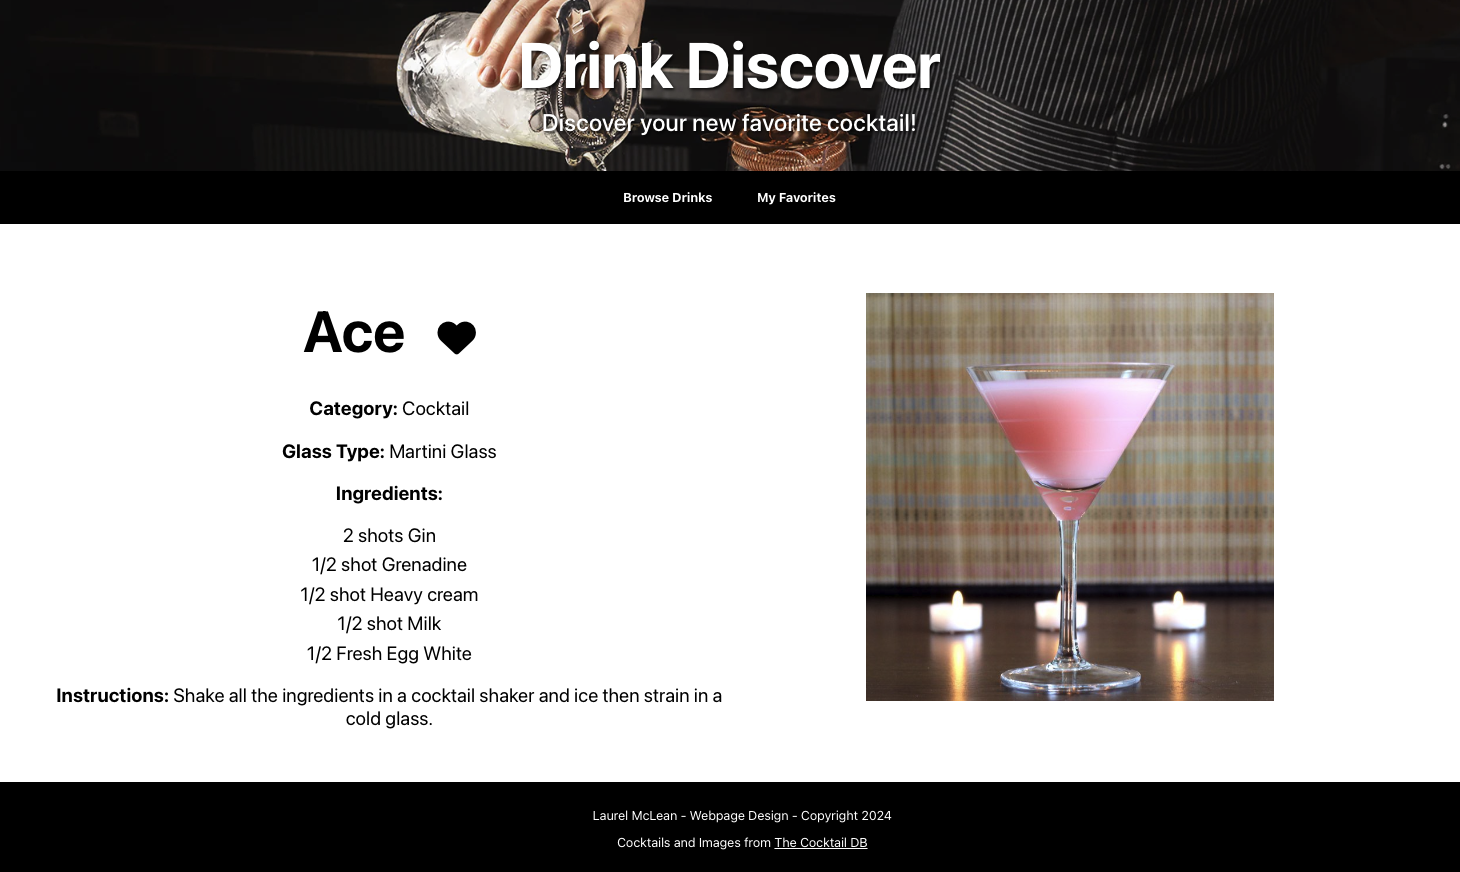 Drink Discover
Discover your new favorite cocktail!
Browse Drinks
My Favorites
Ace
Category: Cocktail
Glass Type: Martini Glass
Ingredients:
2 shots Gin
1/2 shot Grenadine
1/2 shot Heavy cream
1/2 shot Milk
1/2 Fresh Egg White
Instructions: Shake all the ingredients in a cocktail shaker and ice then strain in a
cold glass.
Laurel McLean - Webpage Design - Copyright 2024
Cocktails and Images from The Cocktail DB